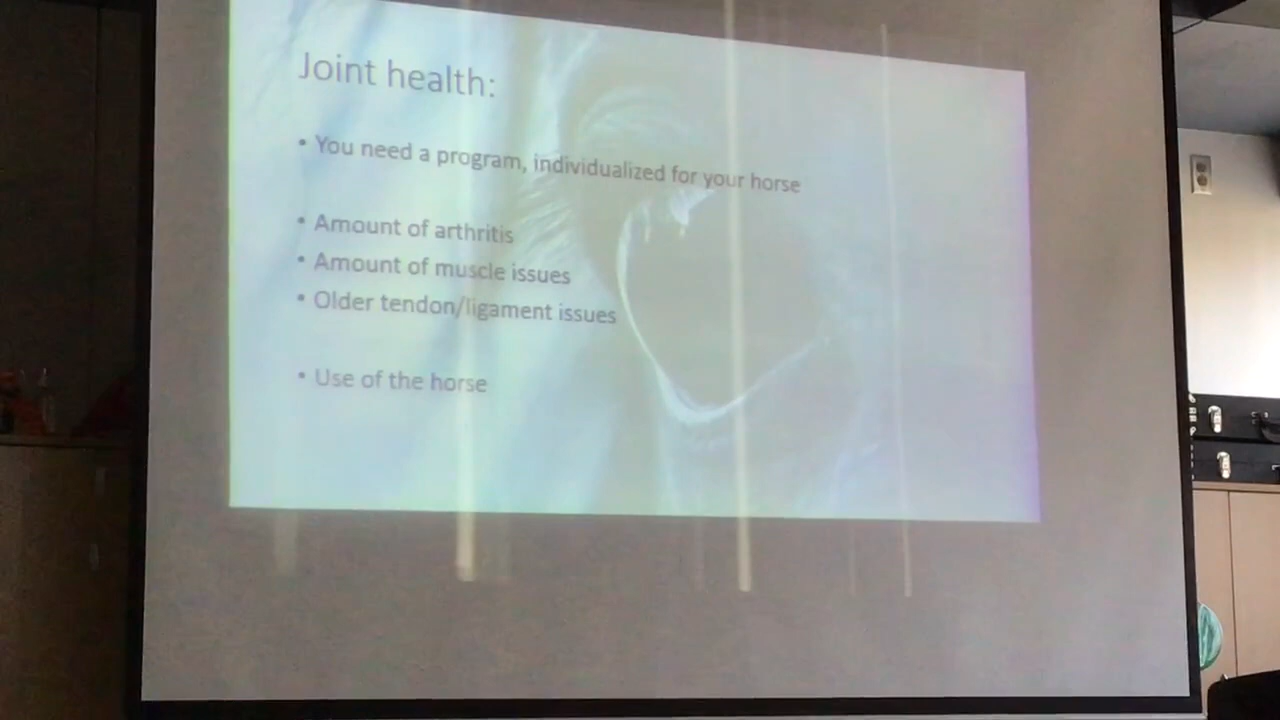 Joint health:
• You need a program, individualized for your horse
• Amount of arthritis
• Amount of muscle issues
• Older tendon/ligament issues
• Use of the horse